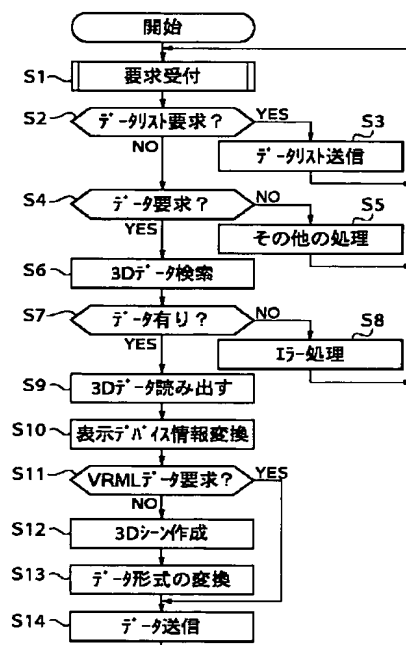 開始
S1 要求受付
S2 ﾃﾞｰﾀﾘｽﾄ要求？ YES
S3
NO ﾃﾞｰﾀﾘｽﾄ送信
S4 ﾃﾞｰﾀ要求？ NO
S5
YES その他の処理
S6 3Dﾃﾞｰﾀ検索
S7 ﾃﾞｰﾀ有り？ NO
S8
YES ｴﾗｰ処理
S9 3Dﾃﾞｰﾀ読み出す
S10 表示ﾃﾞﾊﾞｲｽ情報変換
S11 VRMLﾃﾞｰﾀ要求？ YES
NO
S12 3Dｼｰﾝ作成
S13 ﾃﾞｰﾀ形式の変換
S14 ﾃﾞｰﾀ送信